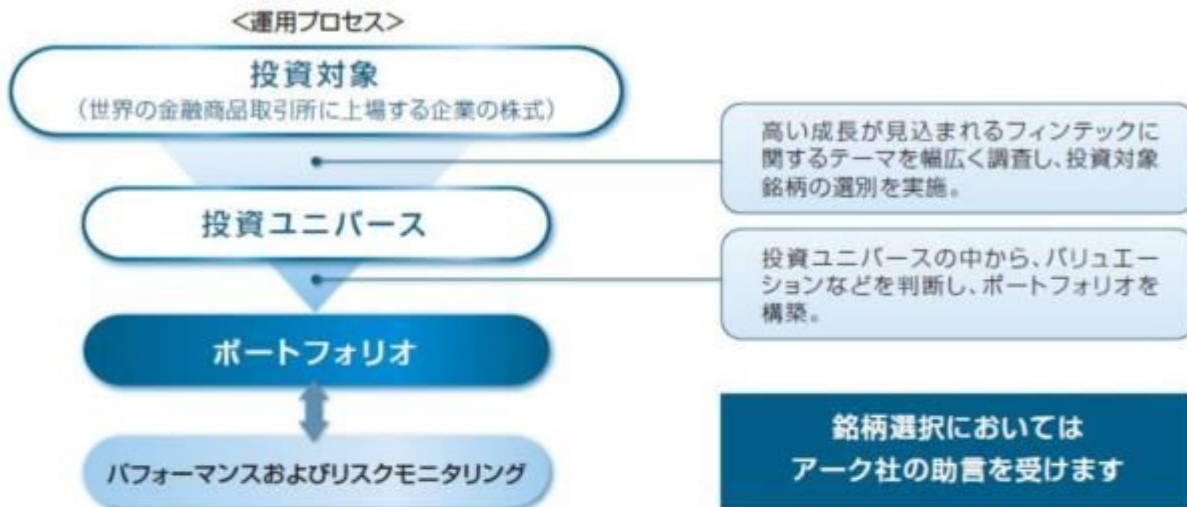 <運用プロセス>
投資対象
(世界の金融商品取引所に上場する企業の株式)
高い成長が見込まれるフィンテックに
関するテーマを幅広く調査し、投資対象
銘柄の選別を実施。
投資ユニバース
投資ユニバースの中から、バリュエー
ションなどを判断し、ポートフォリオを
構築。
ポートフォリオ
パフォーマンスおよびリスクモニタリング
銘柄選択においては
アーク社の助言を受けます